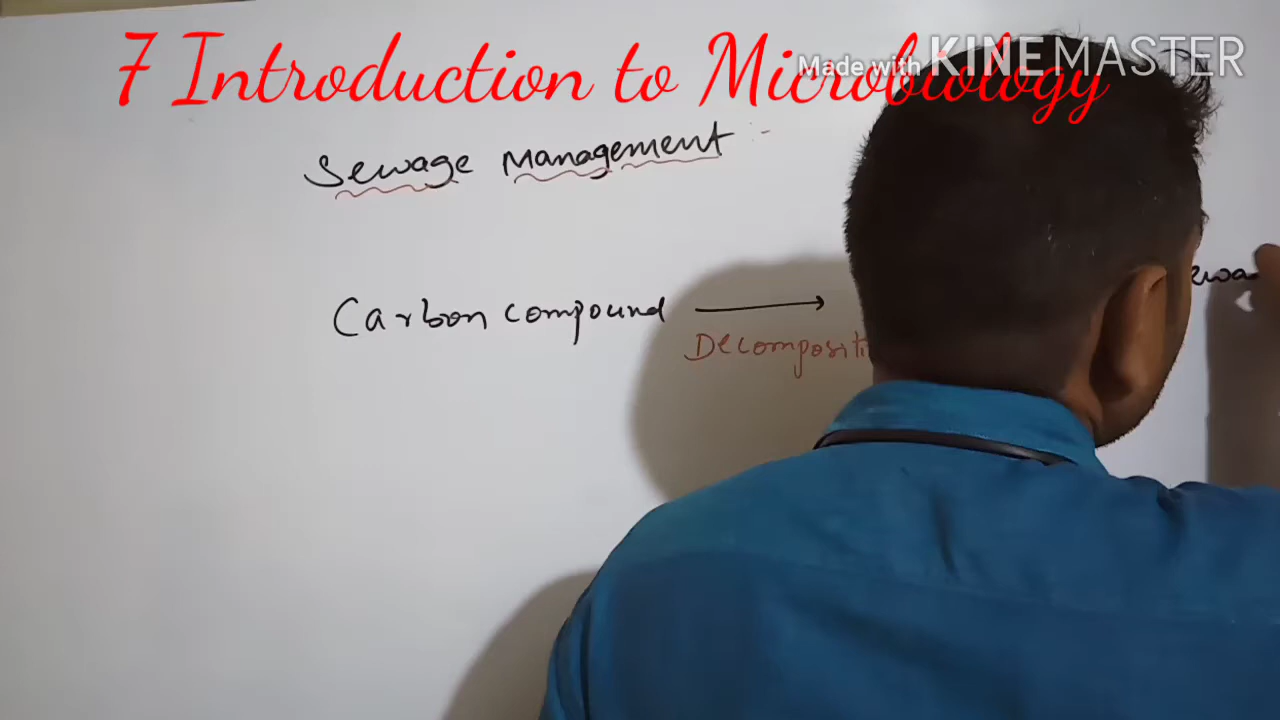 7 Introduction to Microbiology
Made with KINEMASTER
Sewage Management :-
Carbon compound